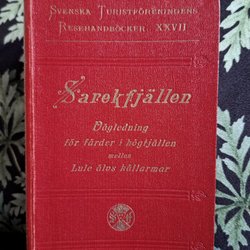 Svenska Turistföreningens
Resehandböcker XXVII
Sarekfjällen
Vägledning
för färder i högfjällen
mellan
Lule älvs källarmar